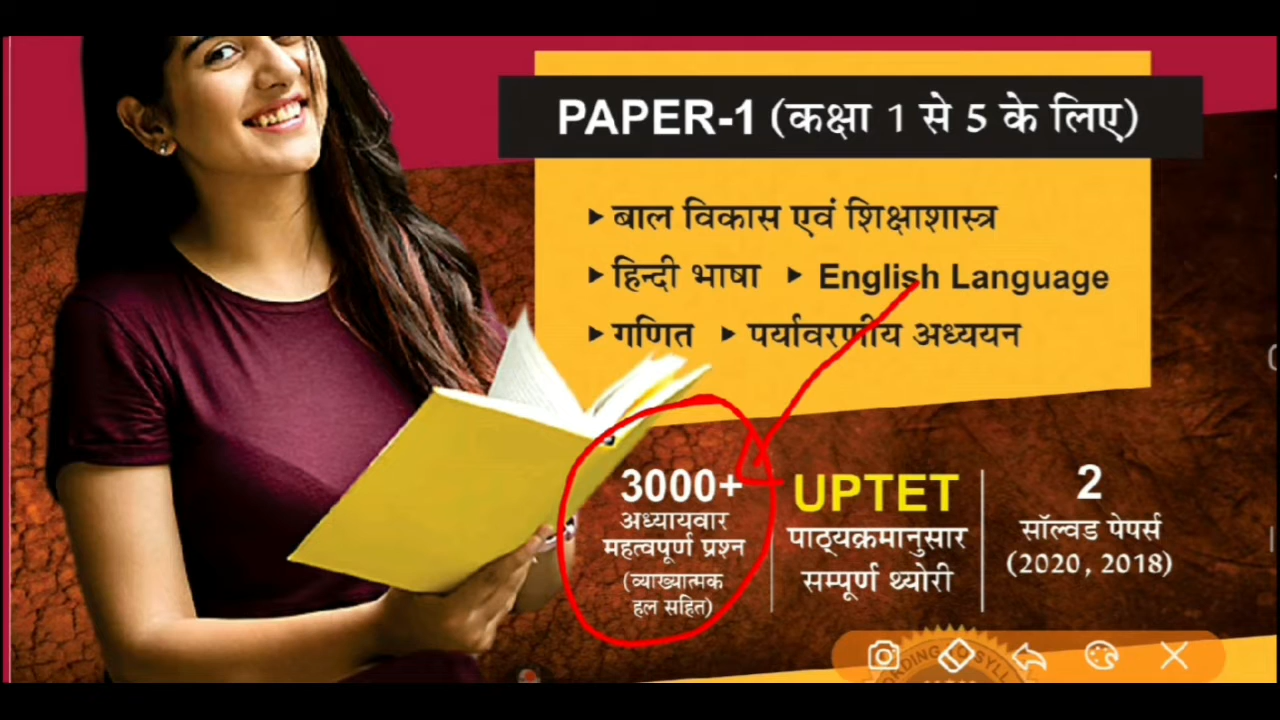 PAPER-1 (कक्षा 1 से 5 के लिए)
▸ बाल विकास एवं शिक्षाशास्त्र
▸ हिन्दी भाषा ▸ English Language
▸ गणित ▸ पर्यावरणीय अध्ययन
3000+
अध्यायवार
महत्वपूर्ण प्रश्न
(व्याख्यात्मक
हल सहित)
UPTET
पाठ्यक्रमानुसार
सम्पूर्ण थ्योरी
2
सॉल्वड पेपर्स
(2020, 2018)